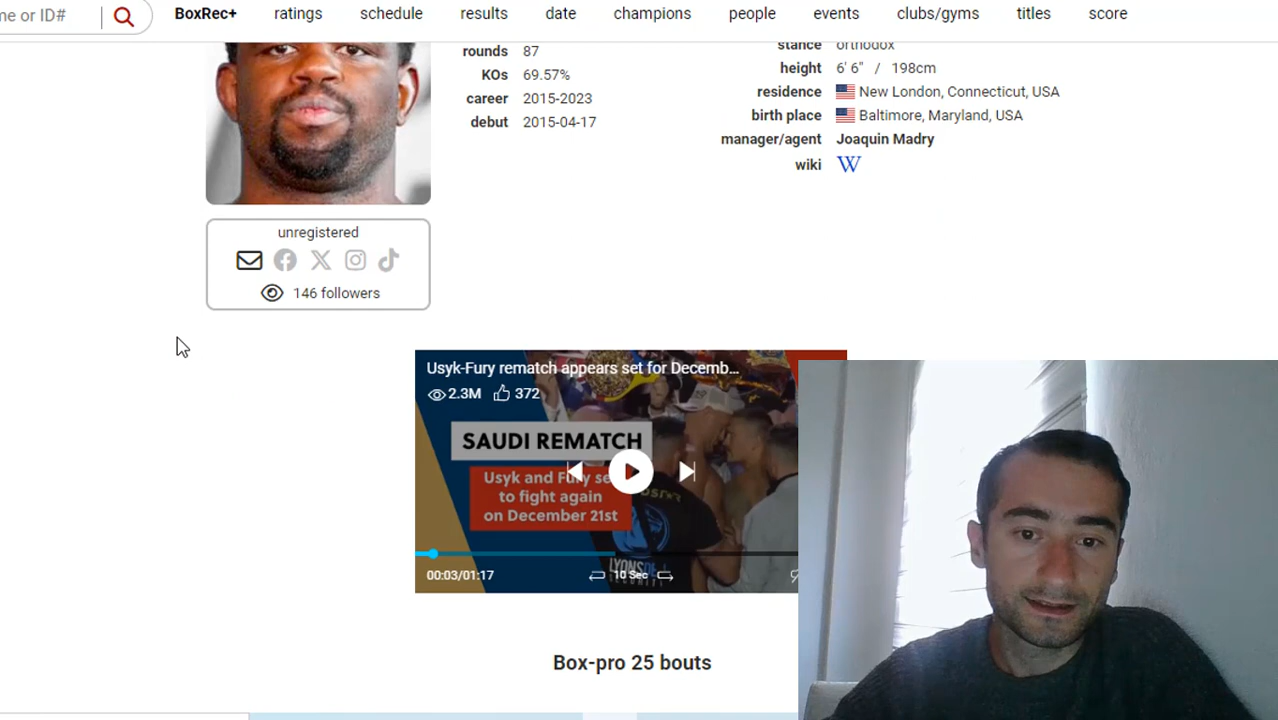 me or ID#
BoxRec+ ratings schedule results date champions people events clubs/gyms titles score
rounds 87
KOs 69.57%
career 2015-2023
debut 2015-04-17
stance orthodox
height 6' 6" / 198cm
residence New London, Connecticut, USA
birth place Baltimore, Maryland, USA
manager/agent Joaquin Madry
wiki W
unregistered
146 followers
Usyk-Fury rematch appears set for Decemb...
2.3M 372
SAUDI REMATCH
Usyk and Fury se
to fight again
on December 21st
LYONSDE
SECURITY
00:03/01:17 10 Sec
Box-pro 25 bouts